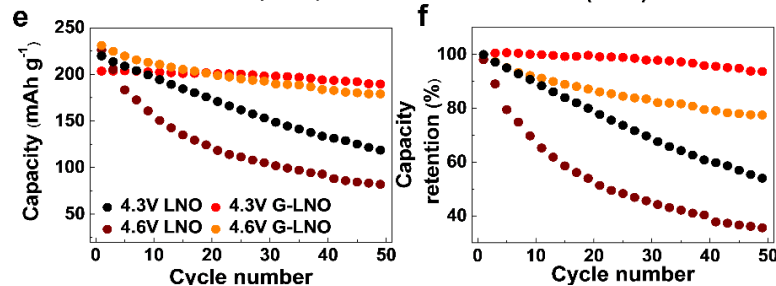 e
250
200
150
100
50
Capacity (mAh g⁻¹)
4.3V LNO
4.3V G-LNO
4.6V LNO
4.6V G-LNO
0
10
20
30
40
50
Cycle number
f
100
80
60
40
Capacity
retention (%)
0
10
20
30
40
50
Cycle number